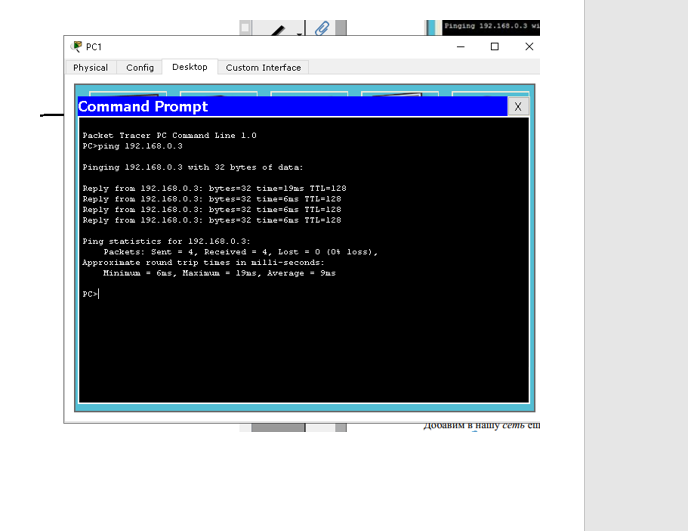 Pinging 192.168.0.3 wi
PC1
Physical Config Desktop Custom Interface
Command Prompt X
Packet Tracer PC Command Line 1.0
PC>ping 192.168.0.3
Pinging 192.168.0.3 with 32 bytes of data:
Reply from 192.168.0.3: bytes=32 time=19ms TTL=128
Reply from 192.168.0.3: bytes=32 time=6ms TTL=128
Reply from 192.168.0.3: bytes=32 time=6ms TTL=128
Reply from 192.168.0.3: bytes=32 time=6ms TTL=128
Ping statistics for 192.168.0.3:
Packets: Sent = 4, Received = 4, Lost = 0 (0% loss),
Approximate round trip times in milli-seconds:
Minimum = 6ms, Maximum = 19ms, Average = 9ms
PC>
Добавим в нашу сеть ещ